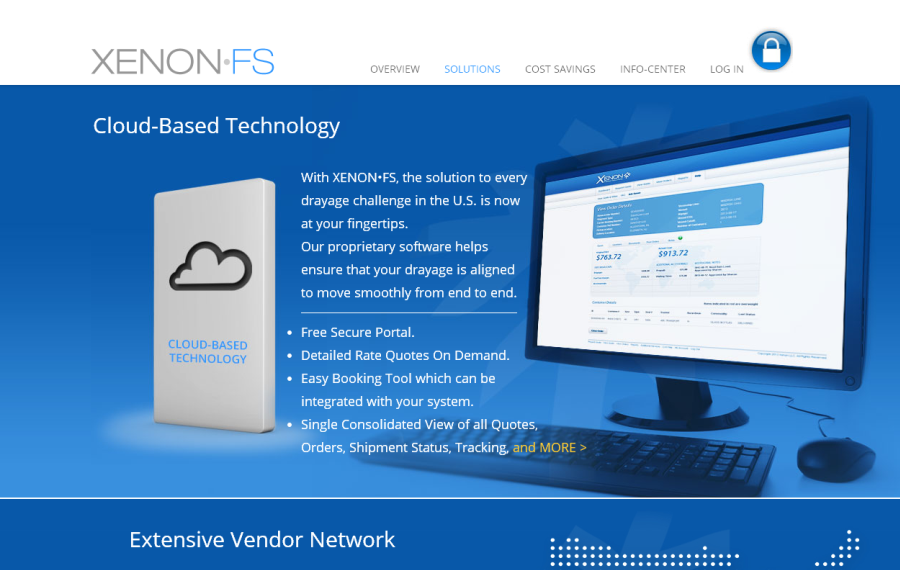 XENON•FS
OVERVIEW
SOLUTIONS
COST SAVINGS
INFO-CENTER
LOG IN
Cloud-Based Technology
With XENON•FS, the solution to every
drayage challenge in the U.S. is now
at your fingertips.
Our proprietary software helps
ensure that your drayage is aligned
to move smoothly from end to end.
• Free Secure Portal.
• Detailed Rate Quotes On Demand.
• Easy Booking Tool which can be
integrated with your system.
• Single Consolidated View of all Quotes,
Orders, Shipment Status, Tracking, and MORE >
CLOUD-BASED
TECHNOLOGY
XENON
$763.72
$913.72
Extensive Vendor Network